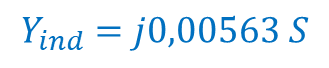 Y_ind = j0,00563 S